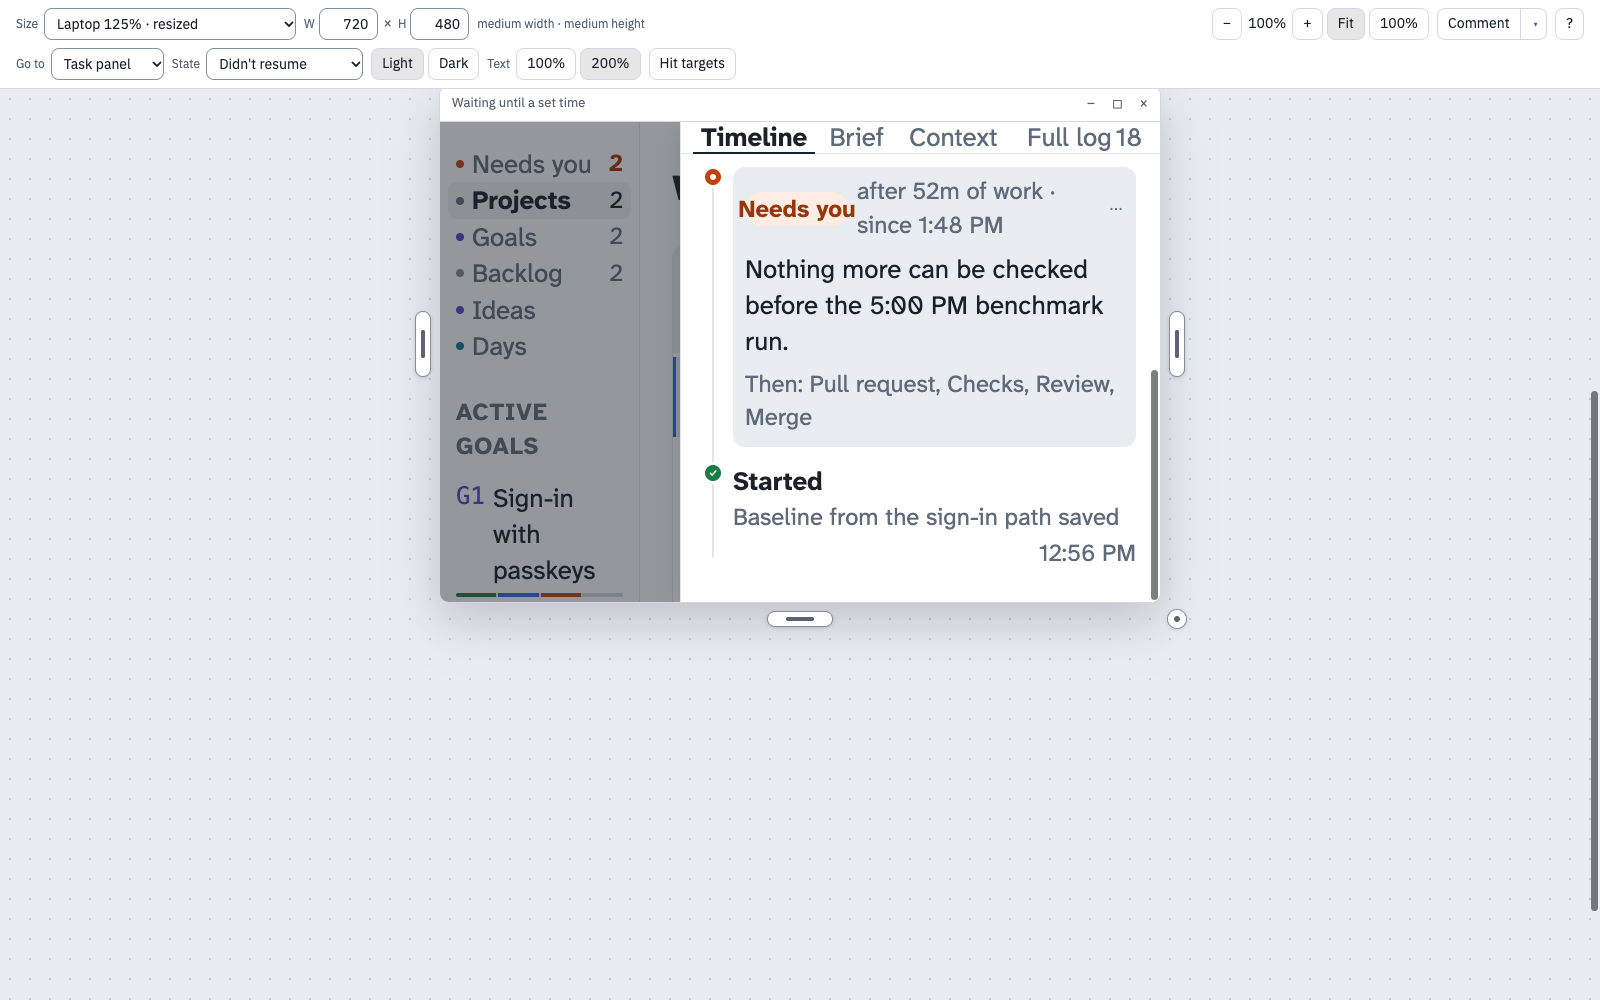 Size Laptop 125% · resized W 720 × H 480 medium width · medium height − 100% + Fit 100% Comment ?
Go to Task panel State Didn't resume Light Dark Text 100% 200% Hit targets
Waiting until a set time
Needs you 2
Projects 2
Goals 2
Backlog 2
Ideas
Days
ACTIVE
GOALS
G1 Sign-in
with
passkeys
Timeline Brief Context Full log 18
Needs you
after 52m of work ·
since 1:48 PM
...
Nothing more can be checked
before the 5:00 PM benchmark
run.
Then: Pull request, Checks, Review,
Merge
Started
Baseline from the sign-in path saved
12:56 PM